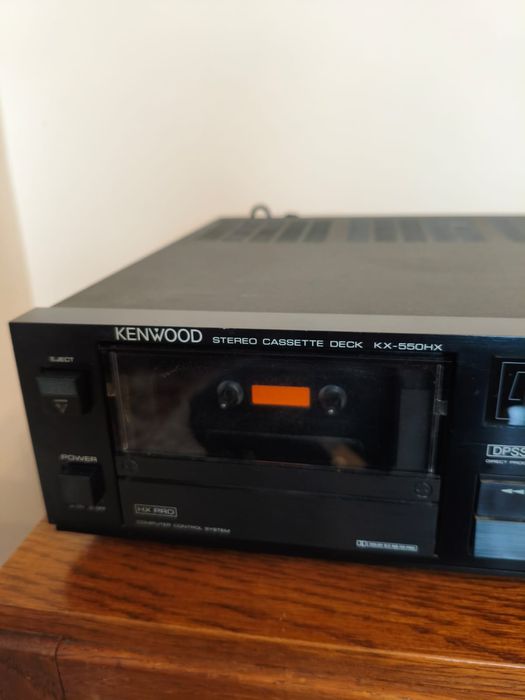 KENWOOD STEREO CASSETTE DECK KX-550HX
EJECT
POWER
HX PRO
COMPUTER CONTROL SYSTEM
DPSS